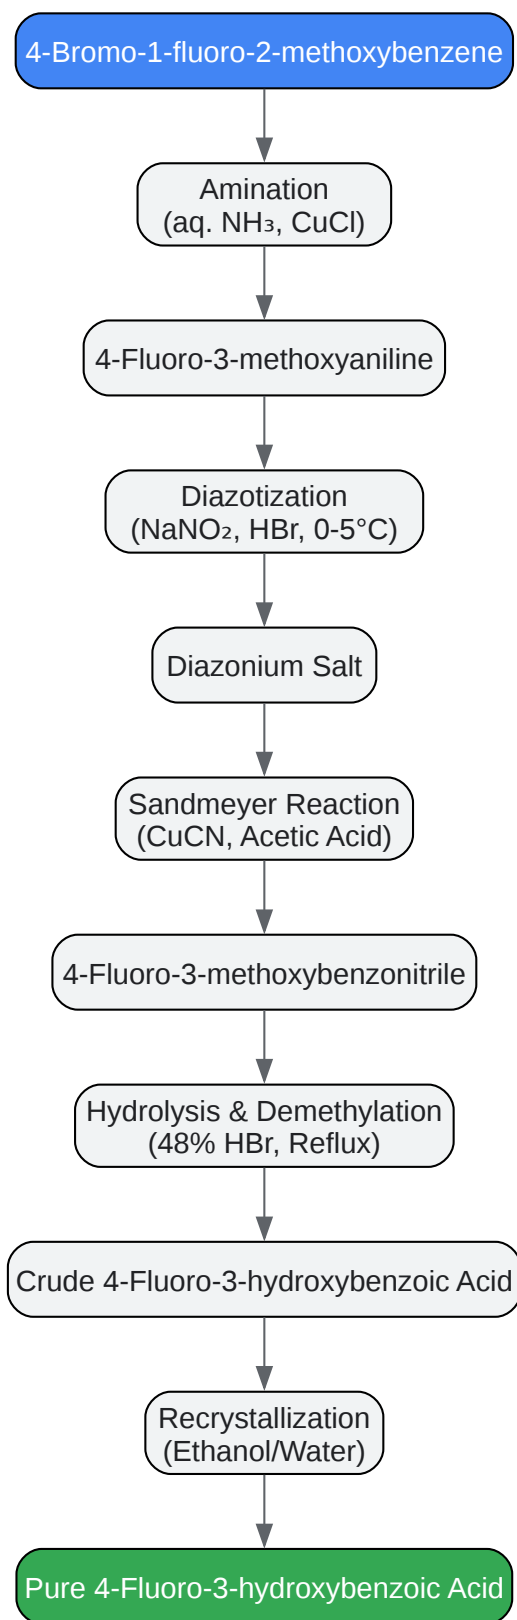 4-Bromo-1-fluoro-2-methoxybenzene
Amination
(aq. NH₃, CuCl)
4-Fluoro-3-methoxyaniline
Diazotization
(NaNO₂, HBr, 0-5°C)
Diazonium Salt
Sandmeyer Reaction
(CuCN, Acetic Acid)
4-Fluoro-3-methoxybenzonitrile
Hydrolysis & Demethylation
(48% HBr, Reflux)
Crude 4-Fluoro-3-hydroxybenzoic Acid
Recrystallization
(Ethanol/Water)
Pure 4-Fluoro-3-hydroxybenzoic Acid